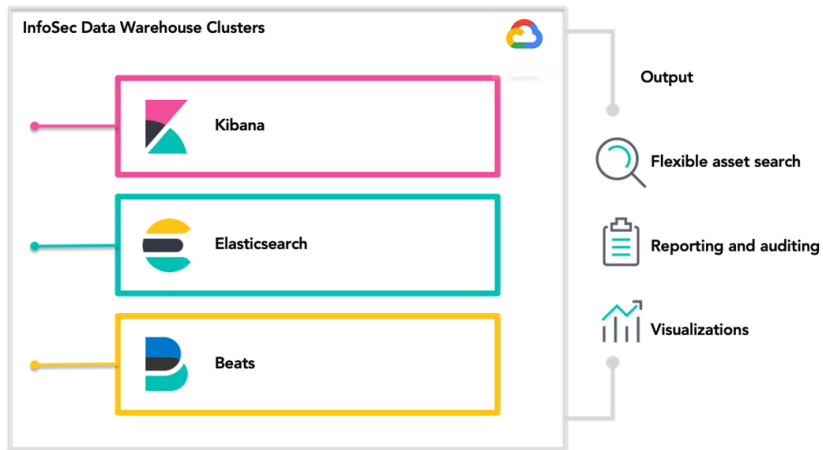 InfoSec Data Warehouse Clusters
Kibana
Elasticsearch
Beats
Output
Flexible asset search
Reporting and auditing
Visualizations